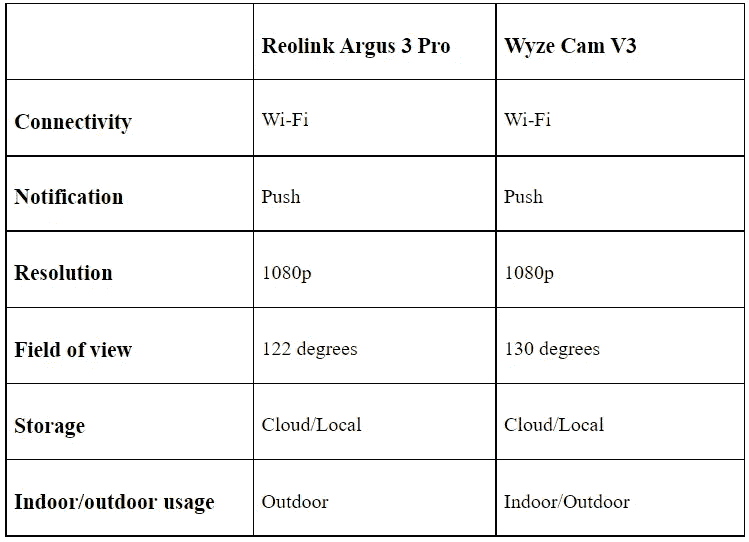 Reolink Argus 3 Pro Wyze Cam V3
Connectivity Wi-Fi Wi-Fi
Notification Push Push
Resolution 1080p 1080p
Field of view 122 degrees 130 degrees
Storage Cloud/Local Cloud/Local
Indoor/outdoor usage Outdoor Indoor/Outdoor